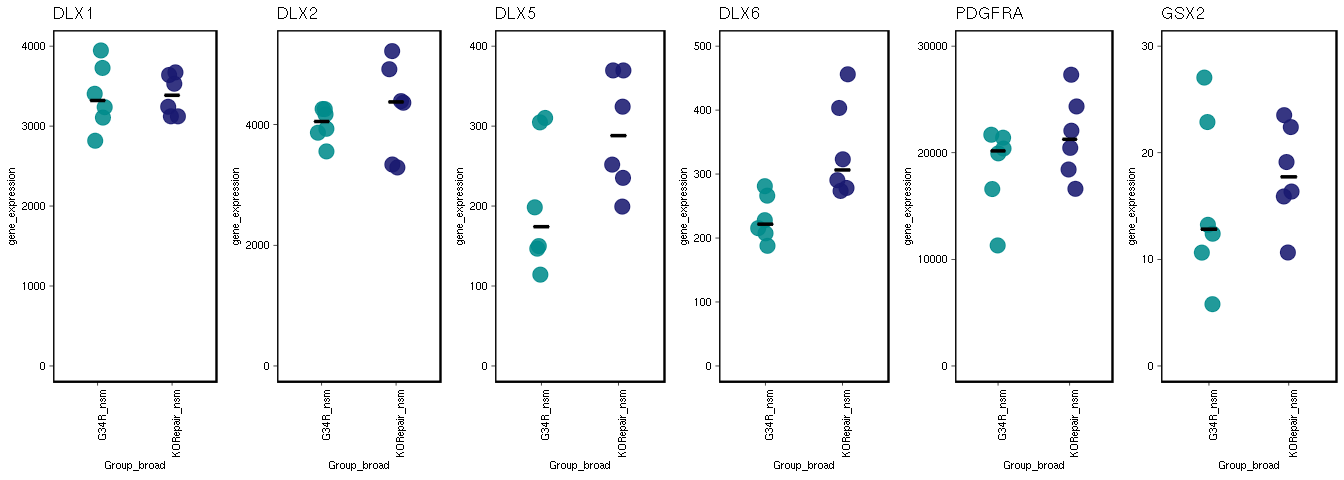 DLX1
DLX2
DLX5
DLX6
PDGFRA
GSX2
gene_expression
4000
3000
2000
1000
0
G34R_nsm
KORepair_nsm
Group_broad
gene_expression
4000
2000
0
G34R_nsm
KORepair_nsm
Group_broad
gene_expression
400
300
200
100
0
G34R_nsm
KORepair_nsm
Group_broad
gene_expression
500
400
300
200
100
0
G34R_nsm
KORepair_nsm
Group_broad
gene_expression
30000
20000
10000
0
G34R_nsm
KORepair_nsm
Group_broad
gene_expression
30
20
10
0
G34R_nsm
KORepair_nsm
Group_broad